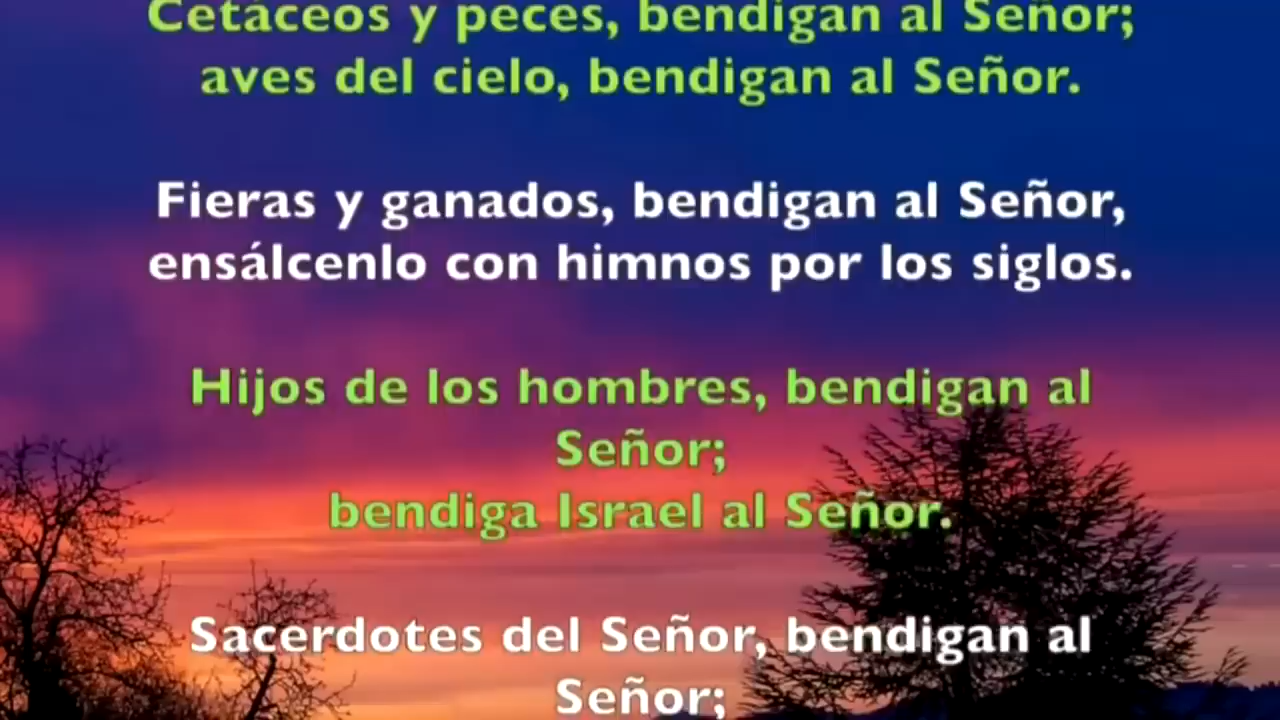 Cetáceos y peces, bendigan al Señor;
aves del cielo, bendigan al Señor.
Fieras y ganados, bendigan al Señor,
ensálcenlo con himnos por los siglos.
Hijos de los hombres, bendigan al
Señor;
bendiga Israel al Señor.
Sacerdotes del Señor, bendigan al
Señor;